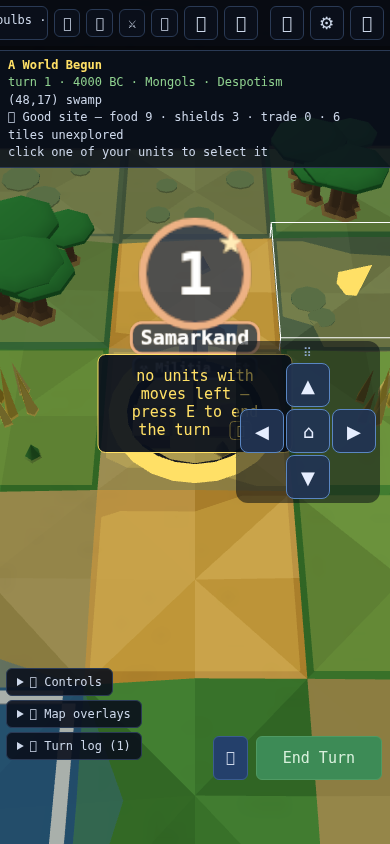 bulbs ·
A World Begun
turn 1 · 4000 BC · Mongols · Despotism
(48,17) swamp
Good site — food 9 · shields 3 · trade 0 · 6
tiles unexplored
click one of your units to select it
1
Samarkand
no units with
moves left —
press E to end
the turn
Controls
Map overlays
Turn log (1)
End Turn